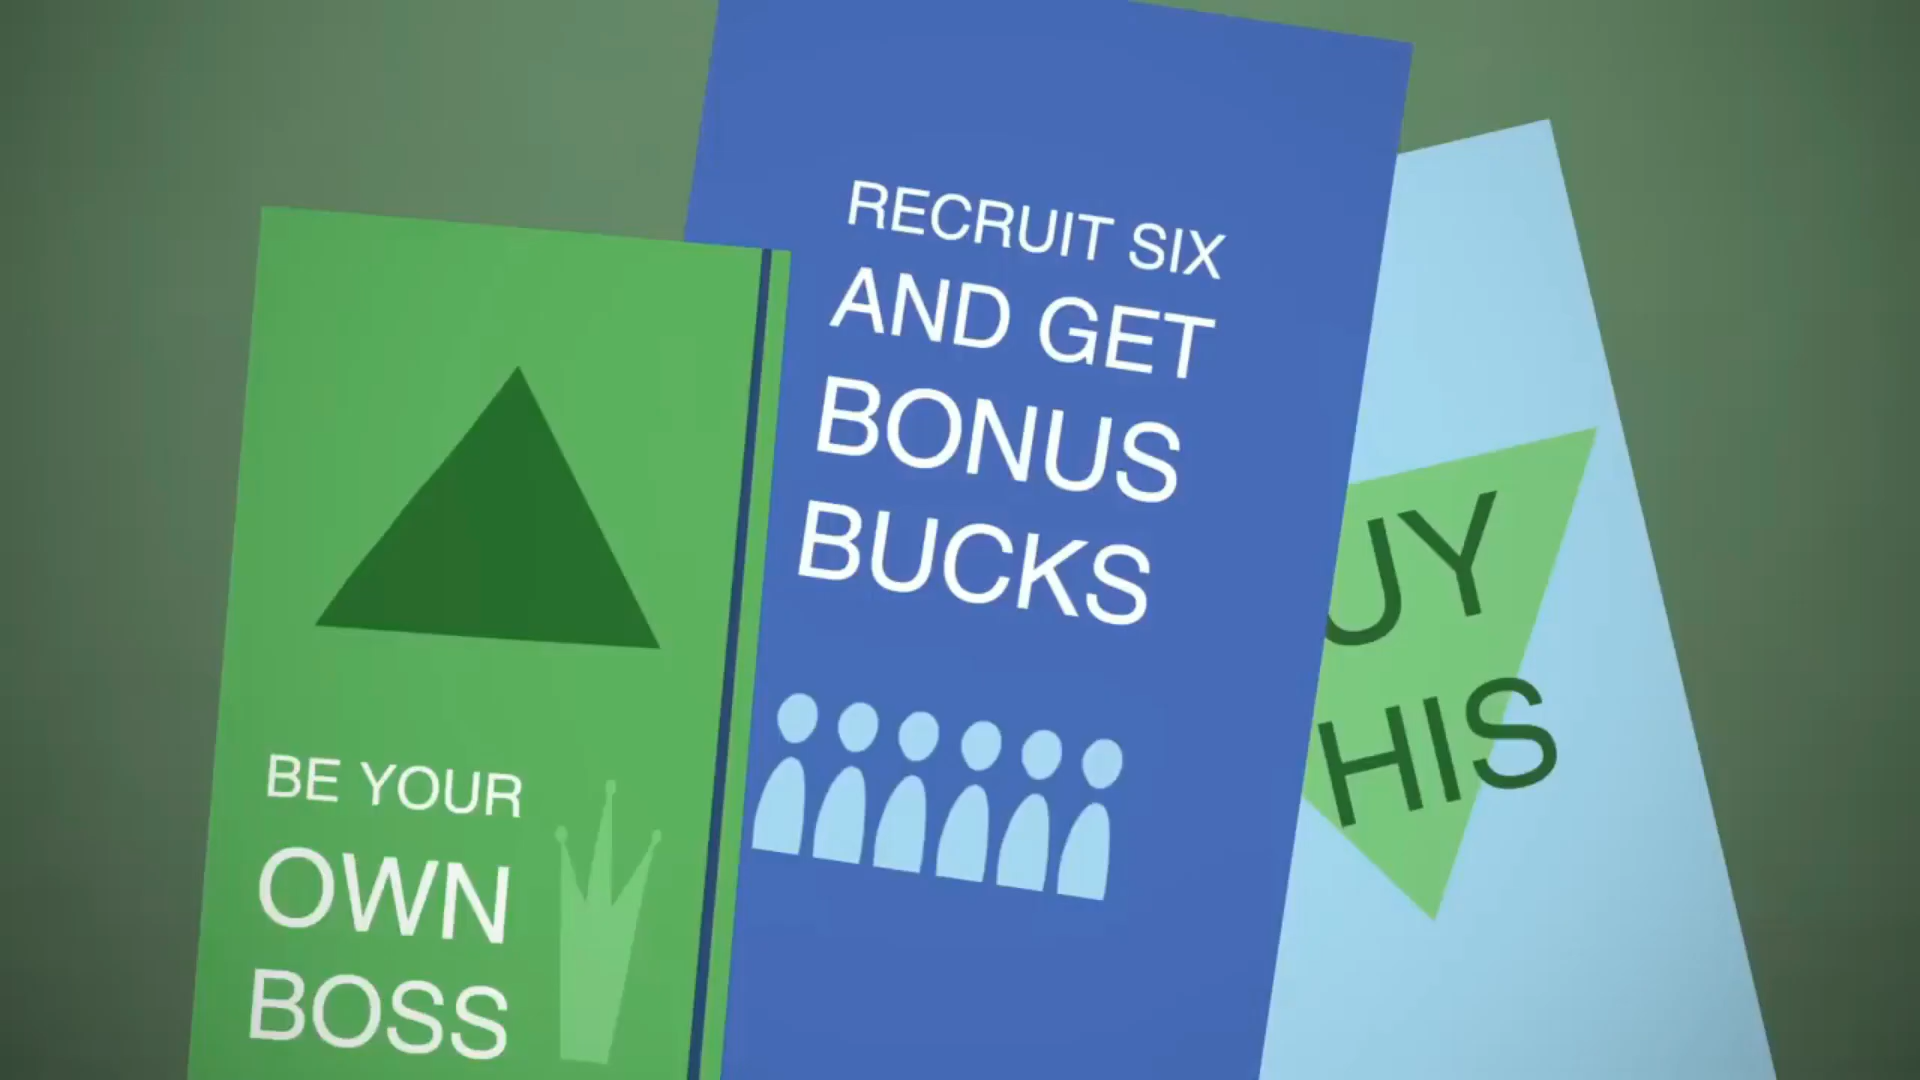 BE YOUR
OWN
BOSS
RECRUIT SIX
AND GET
BONUS
BUCKS
UY
HIS